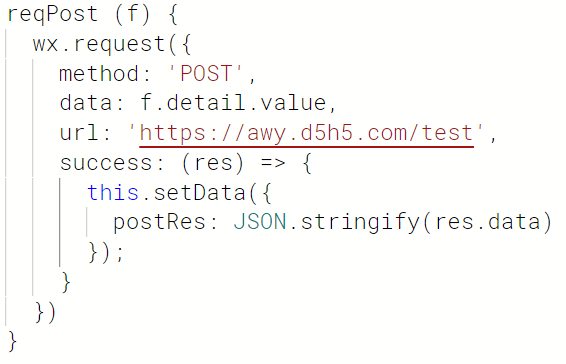 reqPost (f) {
  wx.request({
    method: 'POST',
    data: f.detail.value,
    url: 'https://awy.d5h5.com/test',
    success: (res) => {
      this.setData({
        postRes: JSON.stringify(res.data)
      });
    }
  })
}